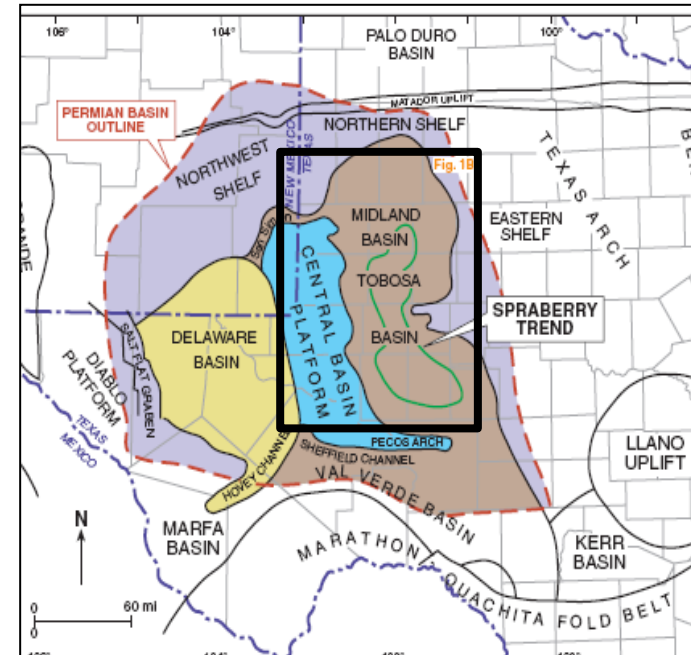 106°
104°
100°
PALO DURO
BASIN
MATADOR UPLIFT
PERMIAN BASIN
OUTLINE
NORTHERN SHELF
NORTHWEST
SHELF
NEW MEXICO
TEXAS
Fig. 1B
TEXAS ARCH
EASTERN
SHELF
MIDLAND
BASIN
San Sim
CENTRAL BASIN
PLATFORM
TOBOSA
BASIN
SPRABERRY
TREND
DELAWARE
BASIN
SALT FLAT GRABEN
DIABLO
PLATFORM
TEXAS
MEXICO
PECOS ARCH
SHEFFIELD CHANNEL
HOVEY CHANNE
VAL VERDE BASIN
LLANO
UPLIFT
MARFA
BASIN
KERR
BASIN
MARATHON - OUACHITA FOLD BELT
N
0
60 mi
0